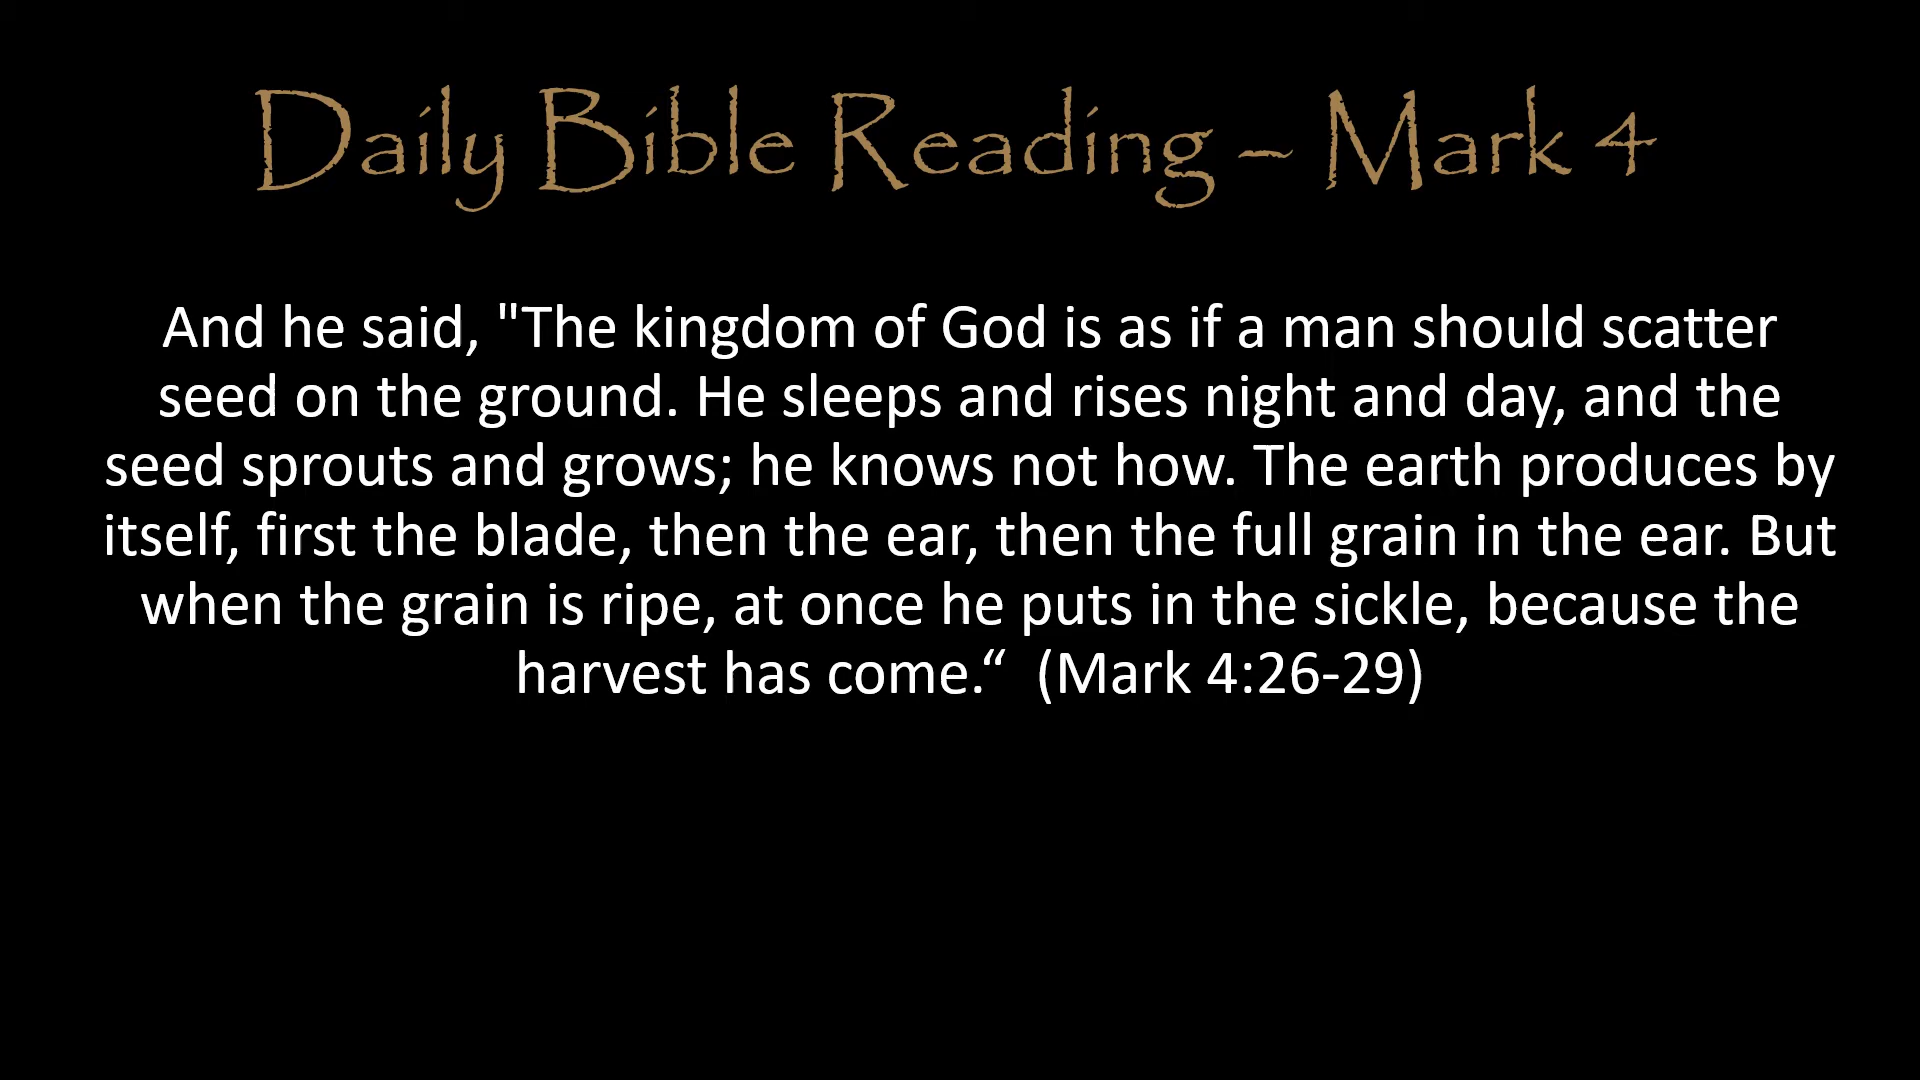 Daily Bible Reading – Mark 4
And he said, "The kingdom of God is as if a man should scatter
seed on the ground. He sleeps and rises night and day, and the
seed sprouts and grows; he knows not how. The earth produces by
itself, first the blade, then the ear, then the full grain in the ear. But
when the grain is ripe, at once he puts in the sickle, because the
harvest has come.“  (Mark 4:26-29)